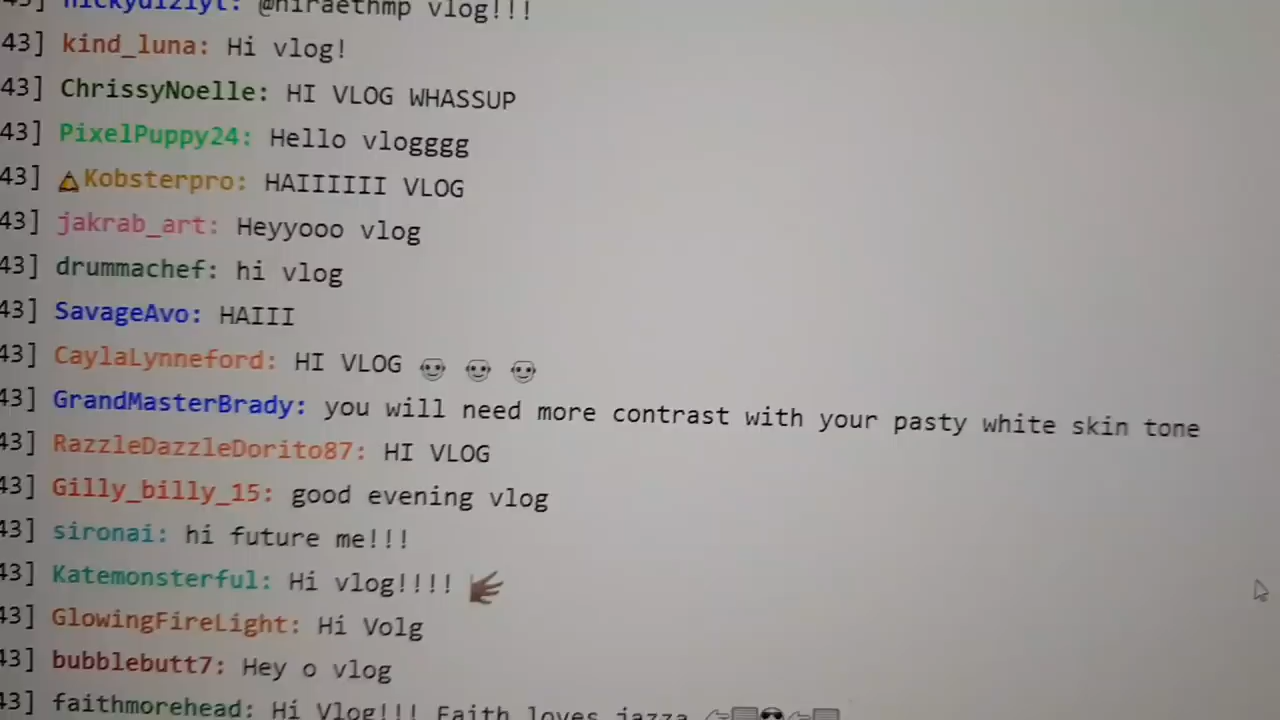 @hiraethmp vlog!!!
43] kind_luna: Hi vlog!
43] ChrissyNoelle: HI VLOG WHASSUP
43] PixelPuppy24: Hello vlogggg
43] Kobsterpro: HAIIIIII VLOG
43] jakrab_art: Heyyooo vlog
43] drummachef: hi vlog
43] SavageAvo: HAIII
43] CaylaLynneford: HI VLOG
43] GrandMasterBrady: you will need more contrast with your pasty white skin tone
43] RazzleDazzleDorito87: HI VLOG
43] Gilly_billy_15: good evening vlog
43] sironai: hi future me!!!
43] Katemonsterful: Hi vlog!!!!
43] GlowingFireLight: Hi Volg
43] bubblebutt7: Hey o vlog
43] faithmorehead: Hi Vlog!!! Faith loves jazza